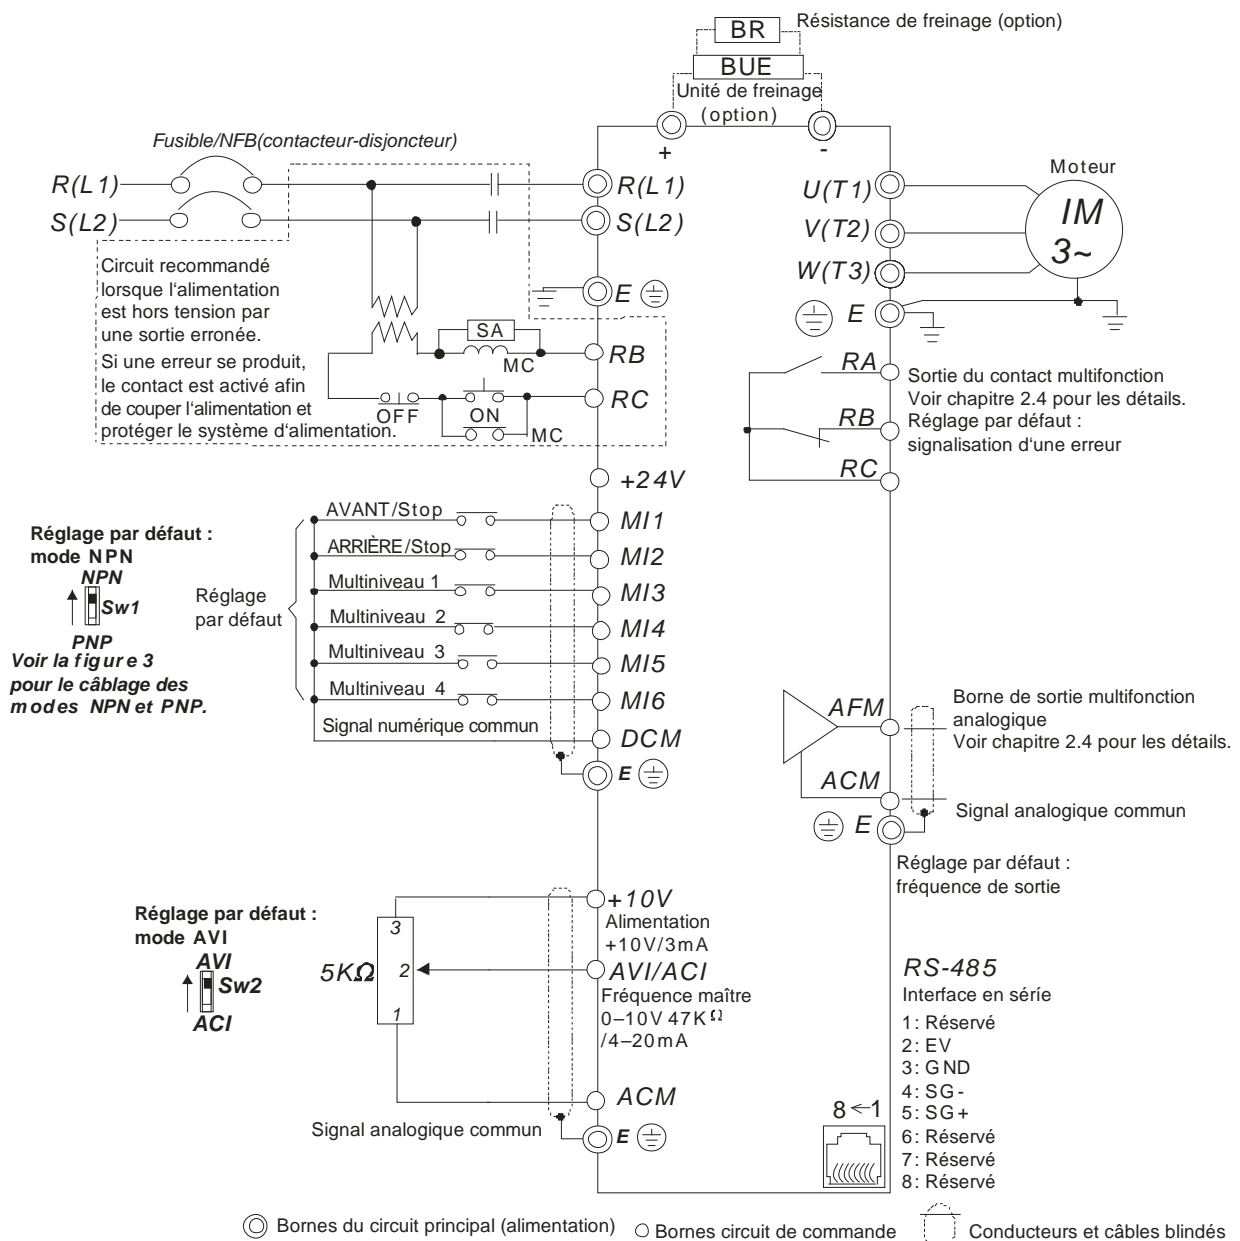 BR
Résistance de freinage (option)
BUE
Unité de freinage
(option)
+
-
Fusible/NFB(contacteur-disjoncteur)
R(L1)
S(L2)
R(L1)
S(L2)
E
Circuit recommandé
lorsque l'alimentation
est hors tension par
une sortie erronée.
Si une erreur se produit,
le contact est activé afin
de couper l'alimentation et
protéger le système d'alimentation.
SA
MC
RB
OFF
ON
MC
RC
U(T1)
V(T2)
W(T3)
E
Moteur
IM
3~
RA
RB
RC
Sortie du contact multifonction
Voir chapitre 2.4 pour les détails.
Réglage par défaut :
signalisation d'une erreur
+24V
Réglage par défaut :
mode NPN
NPN
Sw1
PNP
Voir la figure 3
pour le câblage des
modes NPN et PNP.
Réglage
par défaut
AVANT/Stop
MI1
ARRIÈRE/Stop
MI2
Multiniveau 1
MI3
Multiniveau 2
MI4
Multiniveau 3
MI5
Multiniveau 4
MI6
Signal numérique commun
DCM
E
AFM
Borne de sortie multifonction
analogique
Voir chapitre 2.4 pour les détails.
ACM
Signal analogique commun
E
Réglage par défaut :
fréquence de sortie
Réglage par défaut :
mode AVI
AVI
Sw2
ACI
5KΩ
3
2
1
+10V
Alimentation
+10V/3mA
AVI/ACI
Fréquence maître
0–10V 47KΩ
/4–20mA
ACM
Signal analogique commun
E
RS-485
Interface en séríe
1: Réservé
2: EV
3: GND
4: SG-
5: SG+
6: Réservé
7: Réservé
8: Réservé
8←1
Bornes du circuit principal (alimentation)
Bornes circuit de commande
Conducteurs et câbles blindés